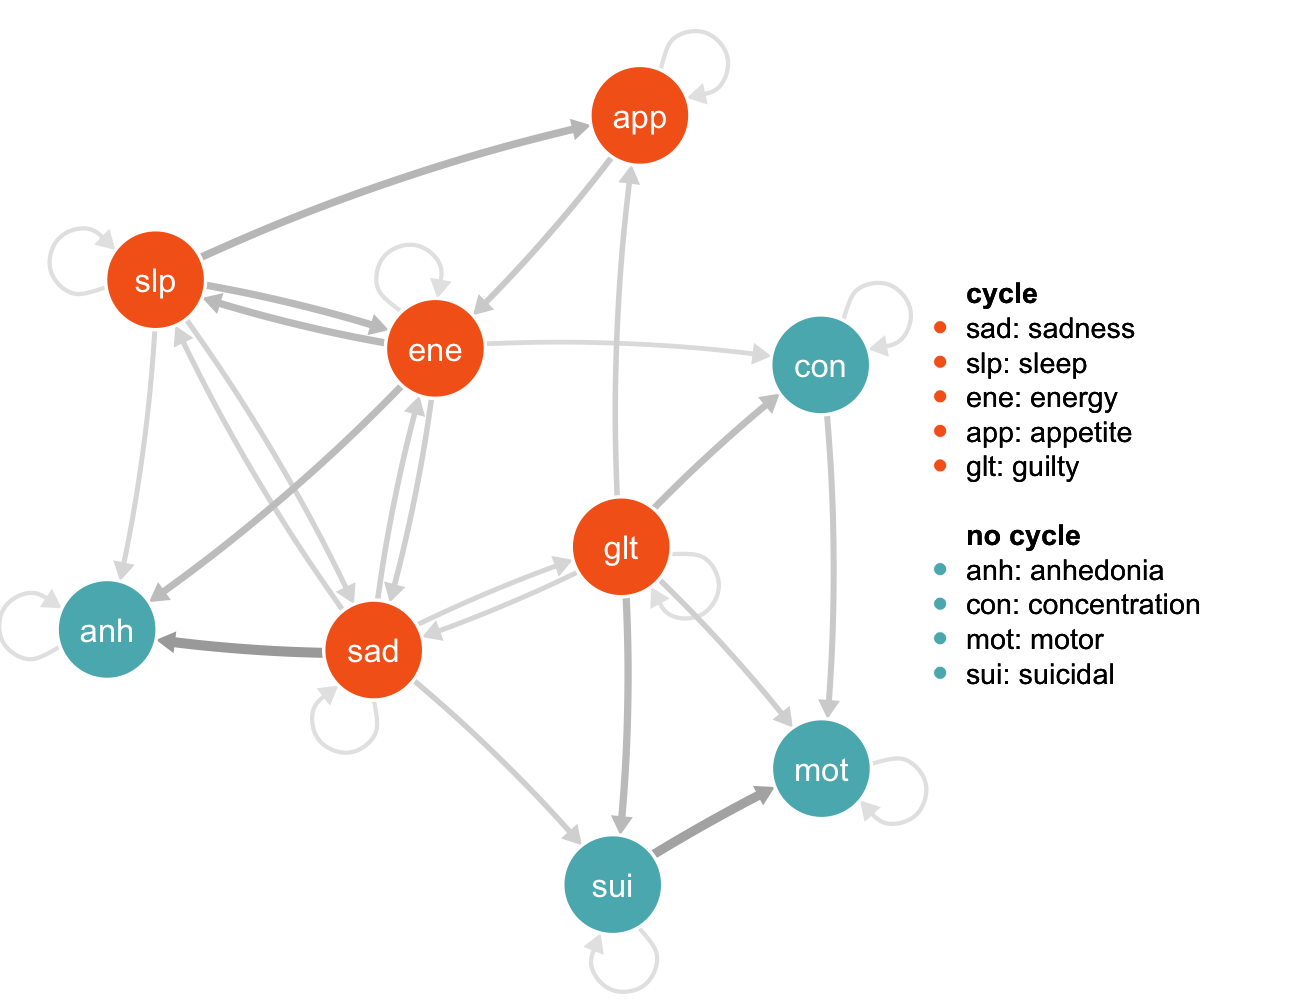 app
slp
ene
con
glt
anh
sad
mot
sui
cycle
sad: sadness
slp: sleep
ene: energy
app: appetite
glt: guilty
no cycle
anh: anhedonia
con: concentration
mot: motor
sui: suicidal